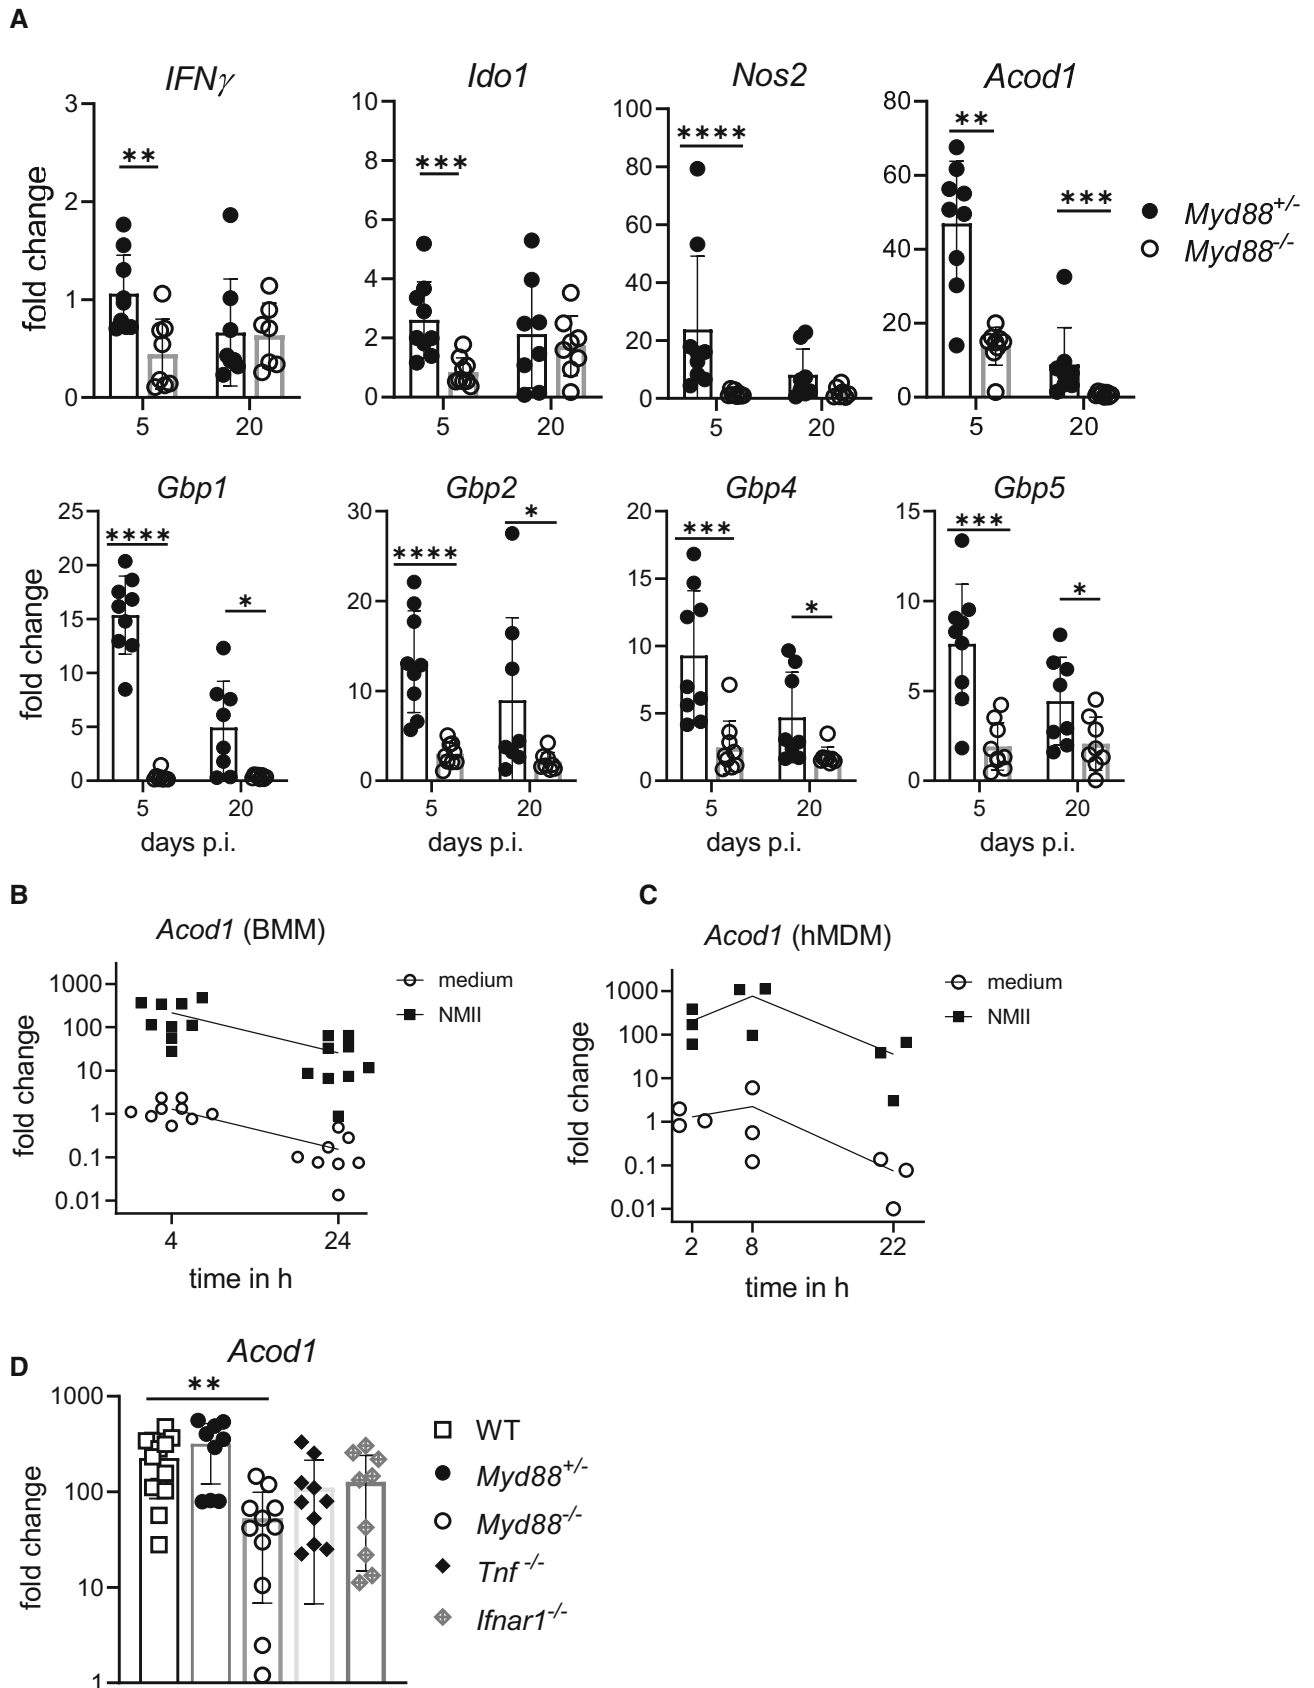 A
IFNγ
Ido1
Nos2
Acod1
fold change
3
2
1
0
**
5
20
10
8
6
4
2
0
***
5
20
100
80
60
40
20
0
****
5
20
80
60
40
20
0
**
***
5
20
Myd88+/-
Myd88-/-
Gbp1
Gbp2
Gbp4
Gbp5
fold change
25
20
15
10
5
0
****
*
5
20
days p.i.
30
20
10
0
****
*
5
20
days p.i.
20
15
10
5
0
***
*
5
20
days p.i.
15
10
5
0
***
*
5
20
days p.i.
B
Acod1 (BMM)
fold change
1000
100
10
1
0.1
0.01
4
24
time in h
medium
NMII
C
Acod1 (hMDM)
fold change
1000
100
10
1
0.1
0.01
2
8
22
time in h
medium
NMII
D
Acod1
fold change
1000
100
10
1
**
WT
Myd88+/-
Myd88-/-
Tnf -/-
Ifnar1-/-